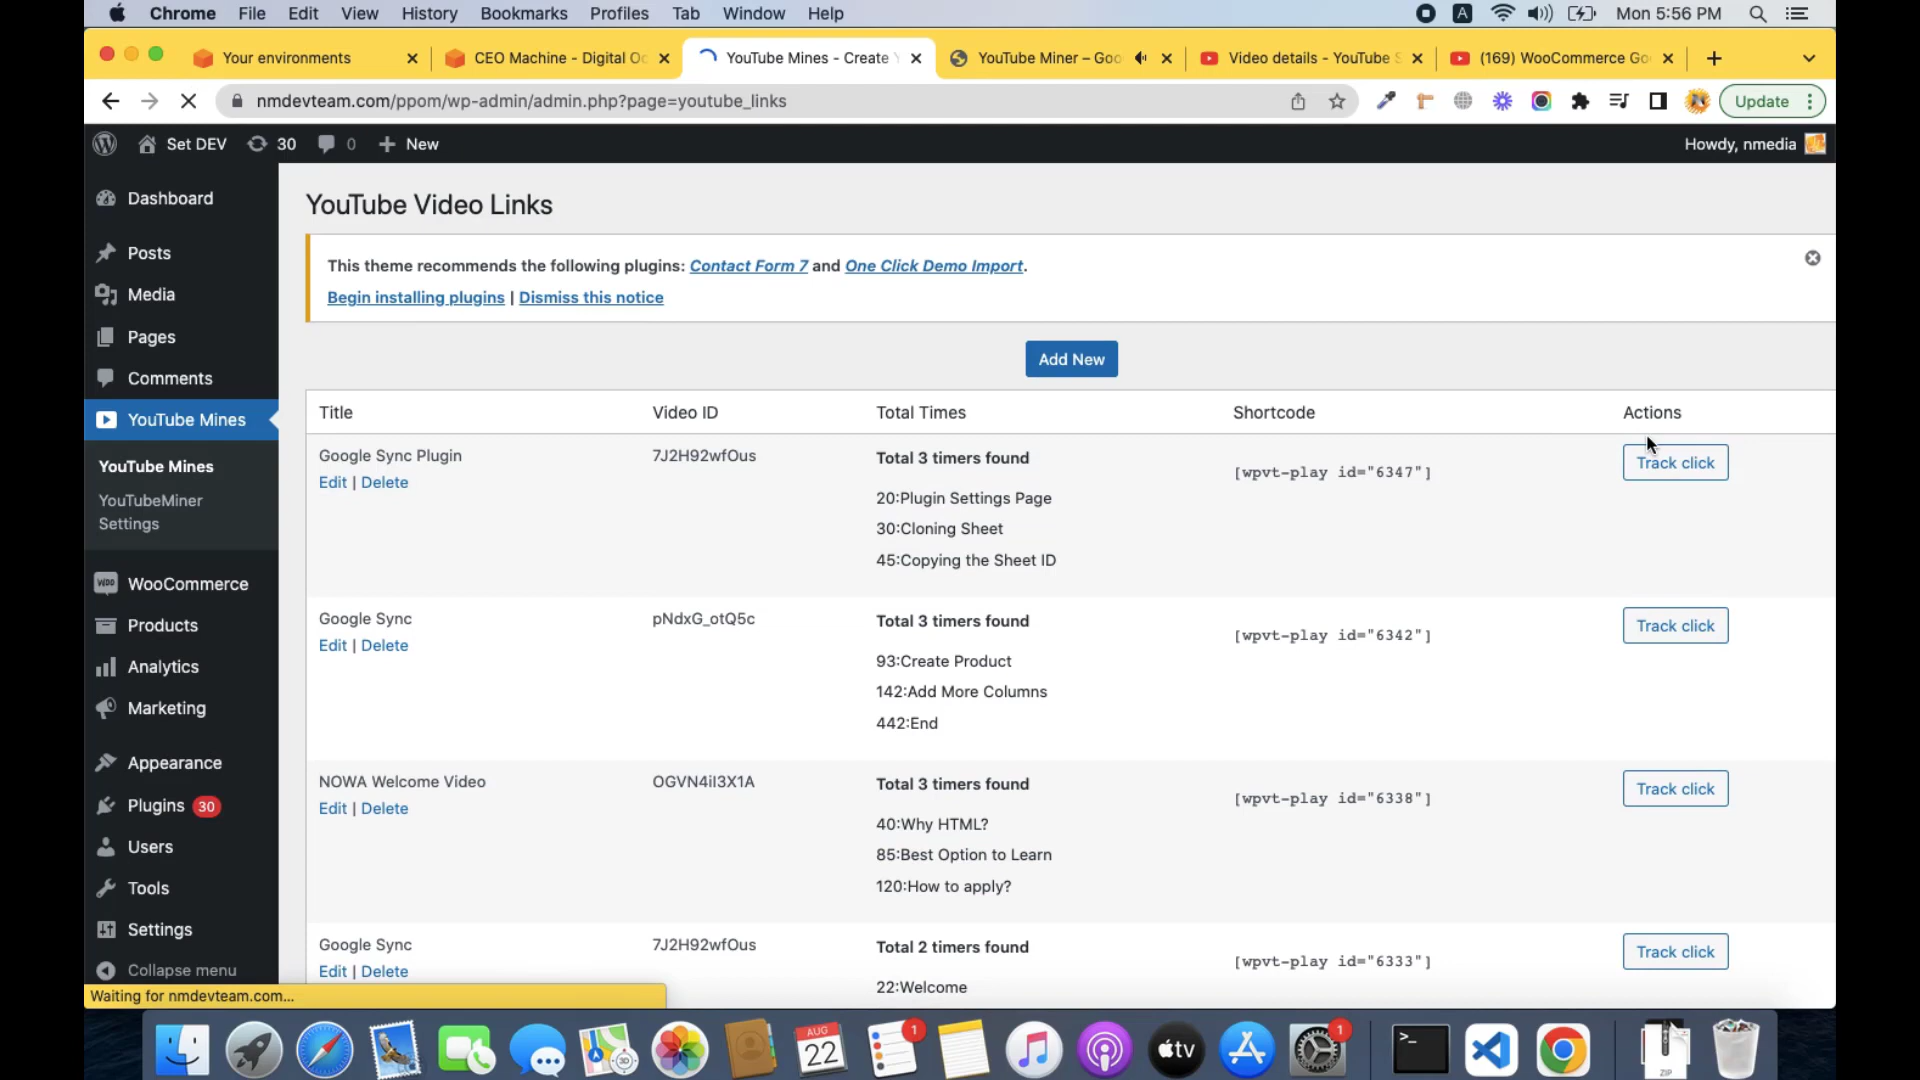 Chrome File Edit View History Bookmarks Profiles Tab Window Help
A Mon 5:56 PM
Your environments
CEO Machine - Digital Oc
YouTube Mines - Create Y
YouTube Miner – Goo
Video details - YouTube S
(169) WooCommerce Go
nmdevteam.com/ppom/wp-admin/admin.php?page=youtube_links
Update
Set DEV 30 0 New
Howdy, nmedia
Dashboard
Posts
Media
Pages
Comments
YouTube Mines
YouTube Mines
YouTubeMiner
Settings
WooCommerce
Products
Analytics
Marketing
Appearance
Plugins 30
Users
Tools
Settings
Collapse menu
YouTube Video Links
This theme recommends the following plugins: Contact Form 7 and One Click Demo Import.
Begin installing plugins | Dismiss this notice
Add New
Title Video ID Total Times Shortcode Actions
Google Sync Plugin
Edit | Delete
7J2H92wfOus
Total 3 timers found
20:Plugin Settings Page
30:Cloning Sheet
45:Copying the Sheet ID
[wpvt-play id="6347"]
Track click
Google Sync
Edit | Delete
pNdxG_otQ5c
Total 3 timers found
93:Create Product
142:Add More Columns
442:End
[wpvt-play id="6342"]
Track click
NOWA Welcome Video
Edit | Delete
OGVN4iI3X1A
Total 3 timers found
40:Why HTML?
85:Best Option to Learn
120:How to apply?
[wpvt-play id="6338"]
Track click
Google Sync
Edit | Delete
7J2H92wfOus
Total 2 timers found
22:Welcome
[wpvt-play id="6333"]
Track click
Waiting for nmdevteam.com...
AUG
22
1
tv
1
>_
ZIP